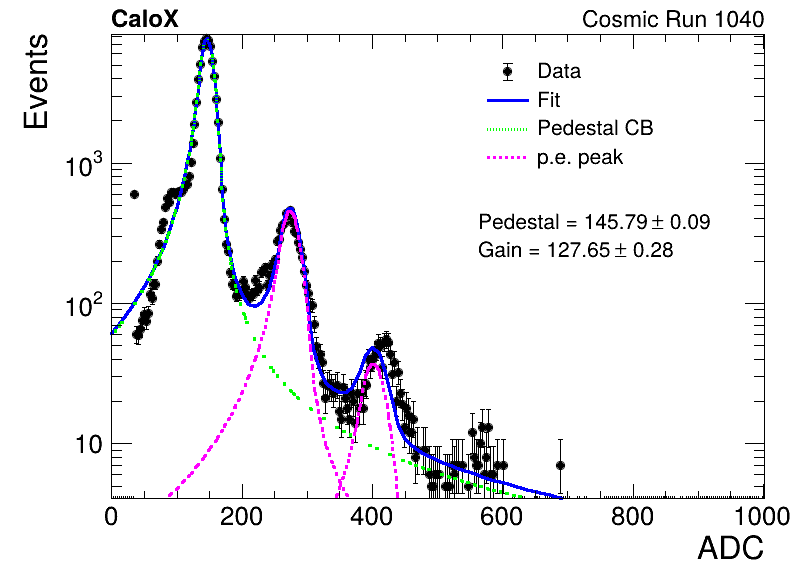 CaloX Cosmic Run 1040
Events
Data
Fit
Pedestal CB
p.e. peak
Pedestal = 145.79 ± 0.09
Gain = 127.65 ± 0.28
10³
10²
10
0 200 400 600 800 1000
ADC